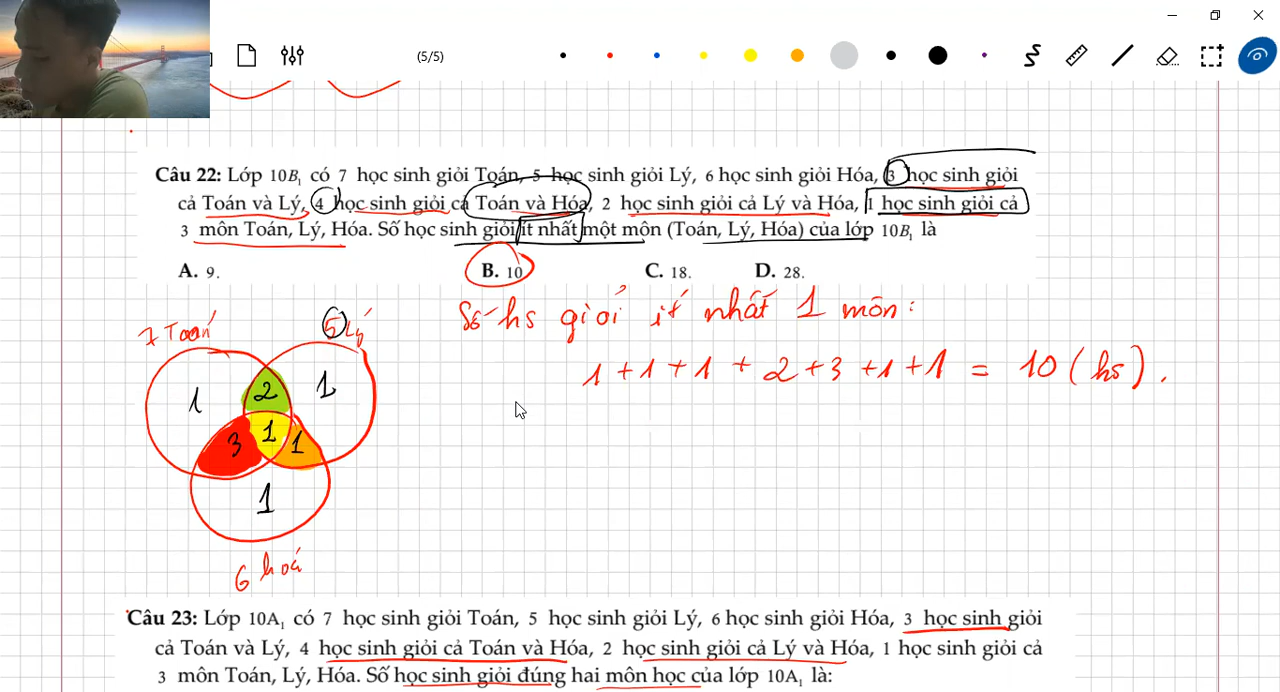 (5/5)
Câu 22: Lớp 10B₁ có 7 học sinh giỏi Toán, 5 học sinh giỏi Lý, 6 học sinh giỏi Hóa, 3 học sinh giỏi
cả Toán và Lý, 4 học sinh giỏi cả Toán và Hóa, 2 học sinh giỏi cả Lý và Hóa, 1 học sinh giỏi cả
3 môn Toán, Lý, Hóa. Số học sinh giỏi ít nhất một môn (Toán, Lý, Hóa) của lớp 10B₁ là
A. 9. B. 10 C. 18. D. 28.
Số hs giỏi ít nhất 1 môn:
7 Toán 5 Lý
1 + 1 + 1 + 2 + 3 + 1 + 1 = 10 (hs).
1 2 1
3 1 1
1
6 hoá
Câu 23: Lớp 10A₁ có 7 học sinh giỏi Toán, 5 học sinh giỏi Lý, 6 học sinh giỏi Hóa, 3 học sinh giỏi
cả Toán và Lý, 4 học sinh giỏi cả Toán và Hóa, 2 học sinh giỏi cả Lý và Hóa, 1 học sinh giỏi cả
3 môn Toán, Lý, Hóa. Số học sinh giỏi đúng hai môn học của lớp 10A₁ là: